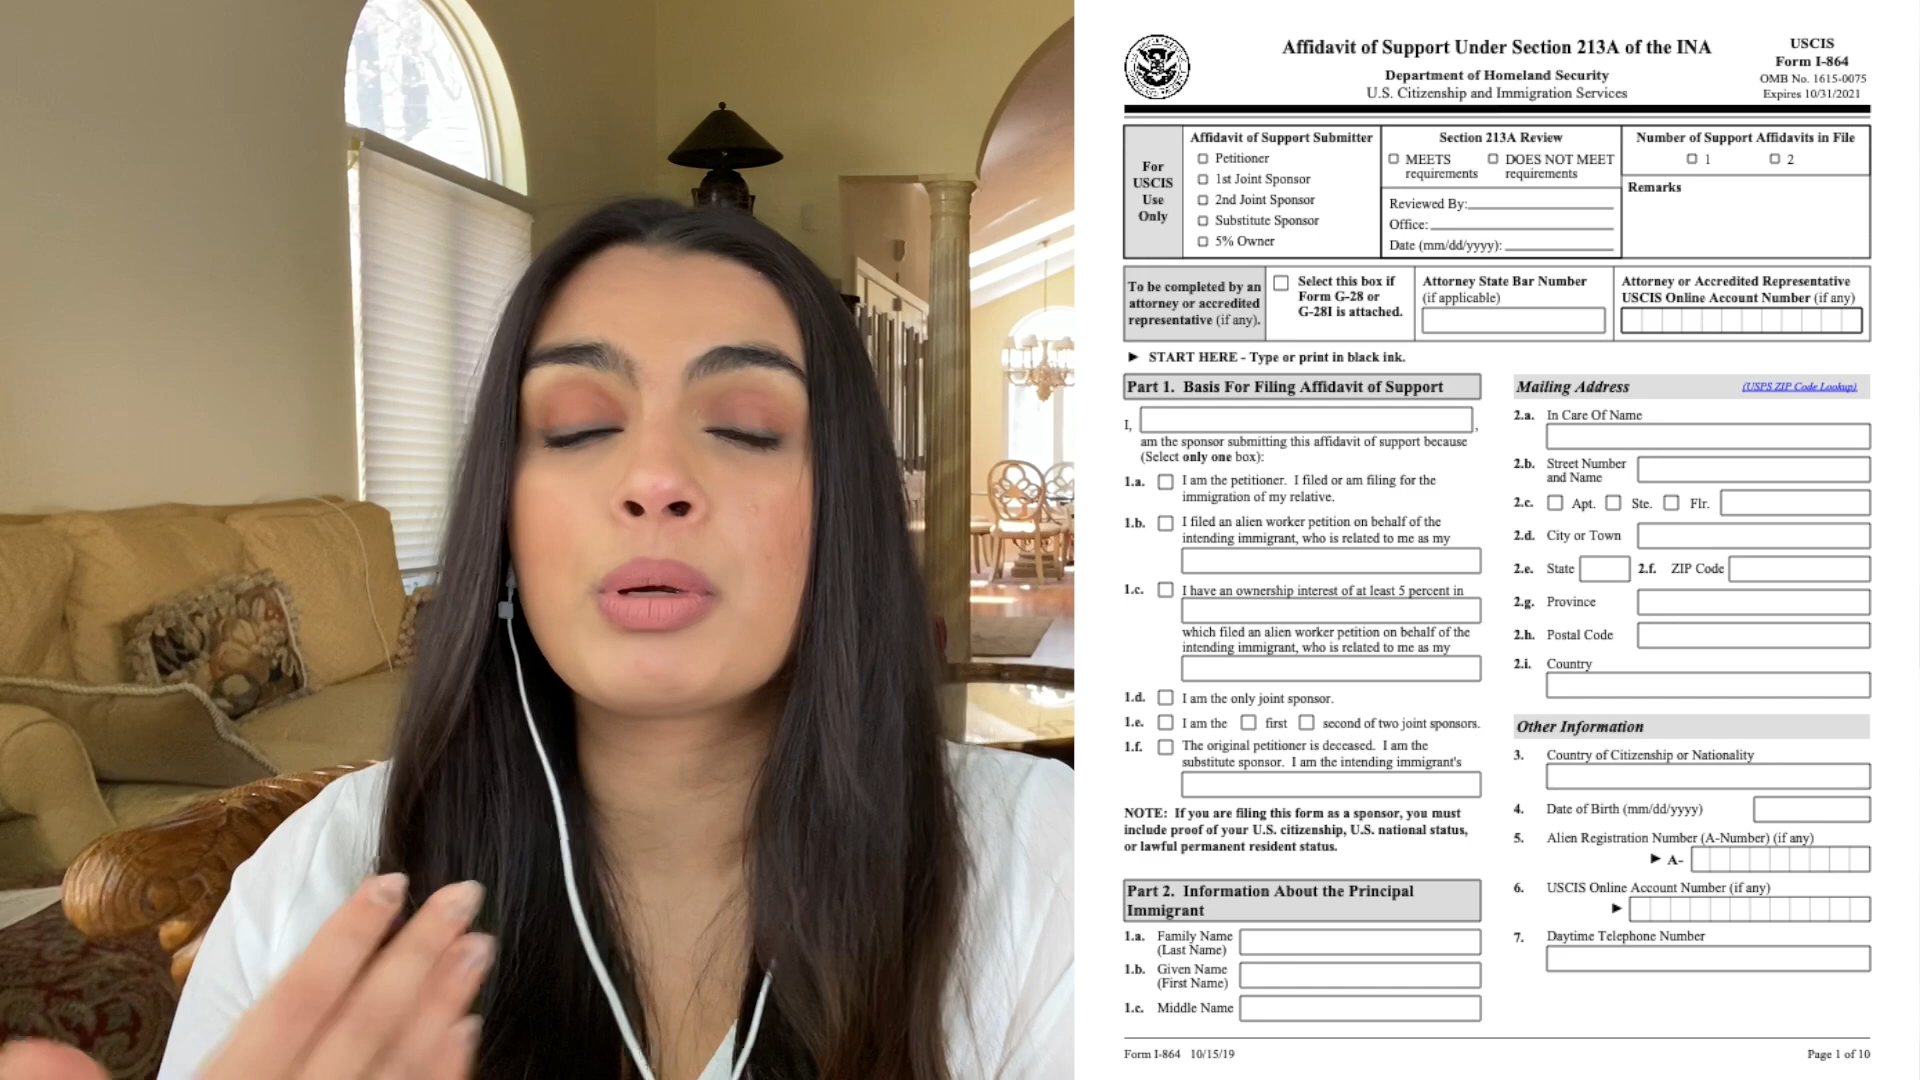 Affidavit of Support Under Section 213A of the INA
Department of Homeland Security
U.S. Citizenship and Immigration Services
USCIS
Form I-864
OMB No. 1615-0075
Expires 10/31/2021
For
USCIS
Use
Only
Affidavit of Support Submitter
Petitioner
1st Joint Sponsor
2nd Joint Sponsor
Substitute Sponsor
5% Owner
Section 213A Review
MEETS
requirements
DOES NOT MEET
requirements
Reviewed By:
Office:
Date (mm/dd/yyyy):
Number of Support Affidavits in File
1 2
Remarks
To be completed by an
attorney or accredited
representative (if any).
Select this box if
Form G-28 or
G-28I is attached.
Attorney State Bar Number
(if applicable)
Attorney or Accredited Representative
USCIS Online Account Number (if any)
► START HERE - Type or print in black ink.
Part 1. Basis For Filing Affidavit of Support
I, ,
am the sponsor submitting this affidavit of support because
(Select only one box):
1.a. I am the petitioner. I filed or am filing for the
immigration of my relative.
1.b. I filed an alien worker petition on behalf of the
intending immigrant, who is related to me as my
1.c. I have an ownership interest of at least 5 percent in
which filed an alien worker petition on behalf of the
intending immigrant, who is related to me as my
1.d. I am the only joint sponsor.
1.e. I am the first second of two joint sponsors.
1.f. The original petitioner is deceased. I am the
substitute sponsor. I am the intending immigrant's
NOTE: If you are filing this form as a sponsor, you must
include proof of your U.S. citizenship, U.S. national status,
or lawful permanent resident status.
Part 2. Information About the Principal
Immigrant
1.a. Family Name
(Last Name)
1.b. Given Name
(First Name)
1.c. Middle Name
Mailing Address (USPS ZIP Code Lookup)
2.a. In Care Of Name
2.b. Street Number
and Name
2.c. Apt. Ste. Flr.
2.d. City or Town
2.e. State 2.f. ZIP Code
2.g. Province
2.h. Postal Code
2.i. Country
Other Information
3. Country of Citizenship or Nationality
4. Date of Birth (mm/dd/yyyy)
5. Alien Registration Number (A-Number) (if any)
► A-
6. USCIS Online Account Number (if any)
►
7. Daytime Telephone Number
Form I-864 10/15/19
Page 1 of 10